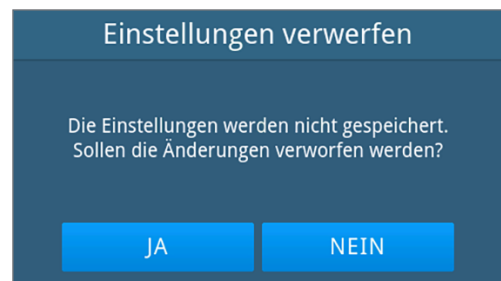 Einstellungen verwerfen
Die Einstellungen werden nicht gespeichert.
Sollen die Änderungen verworfen werden?
JA
NEIN